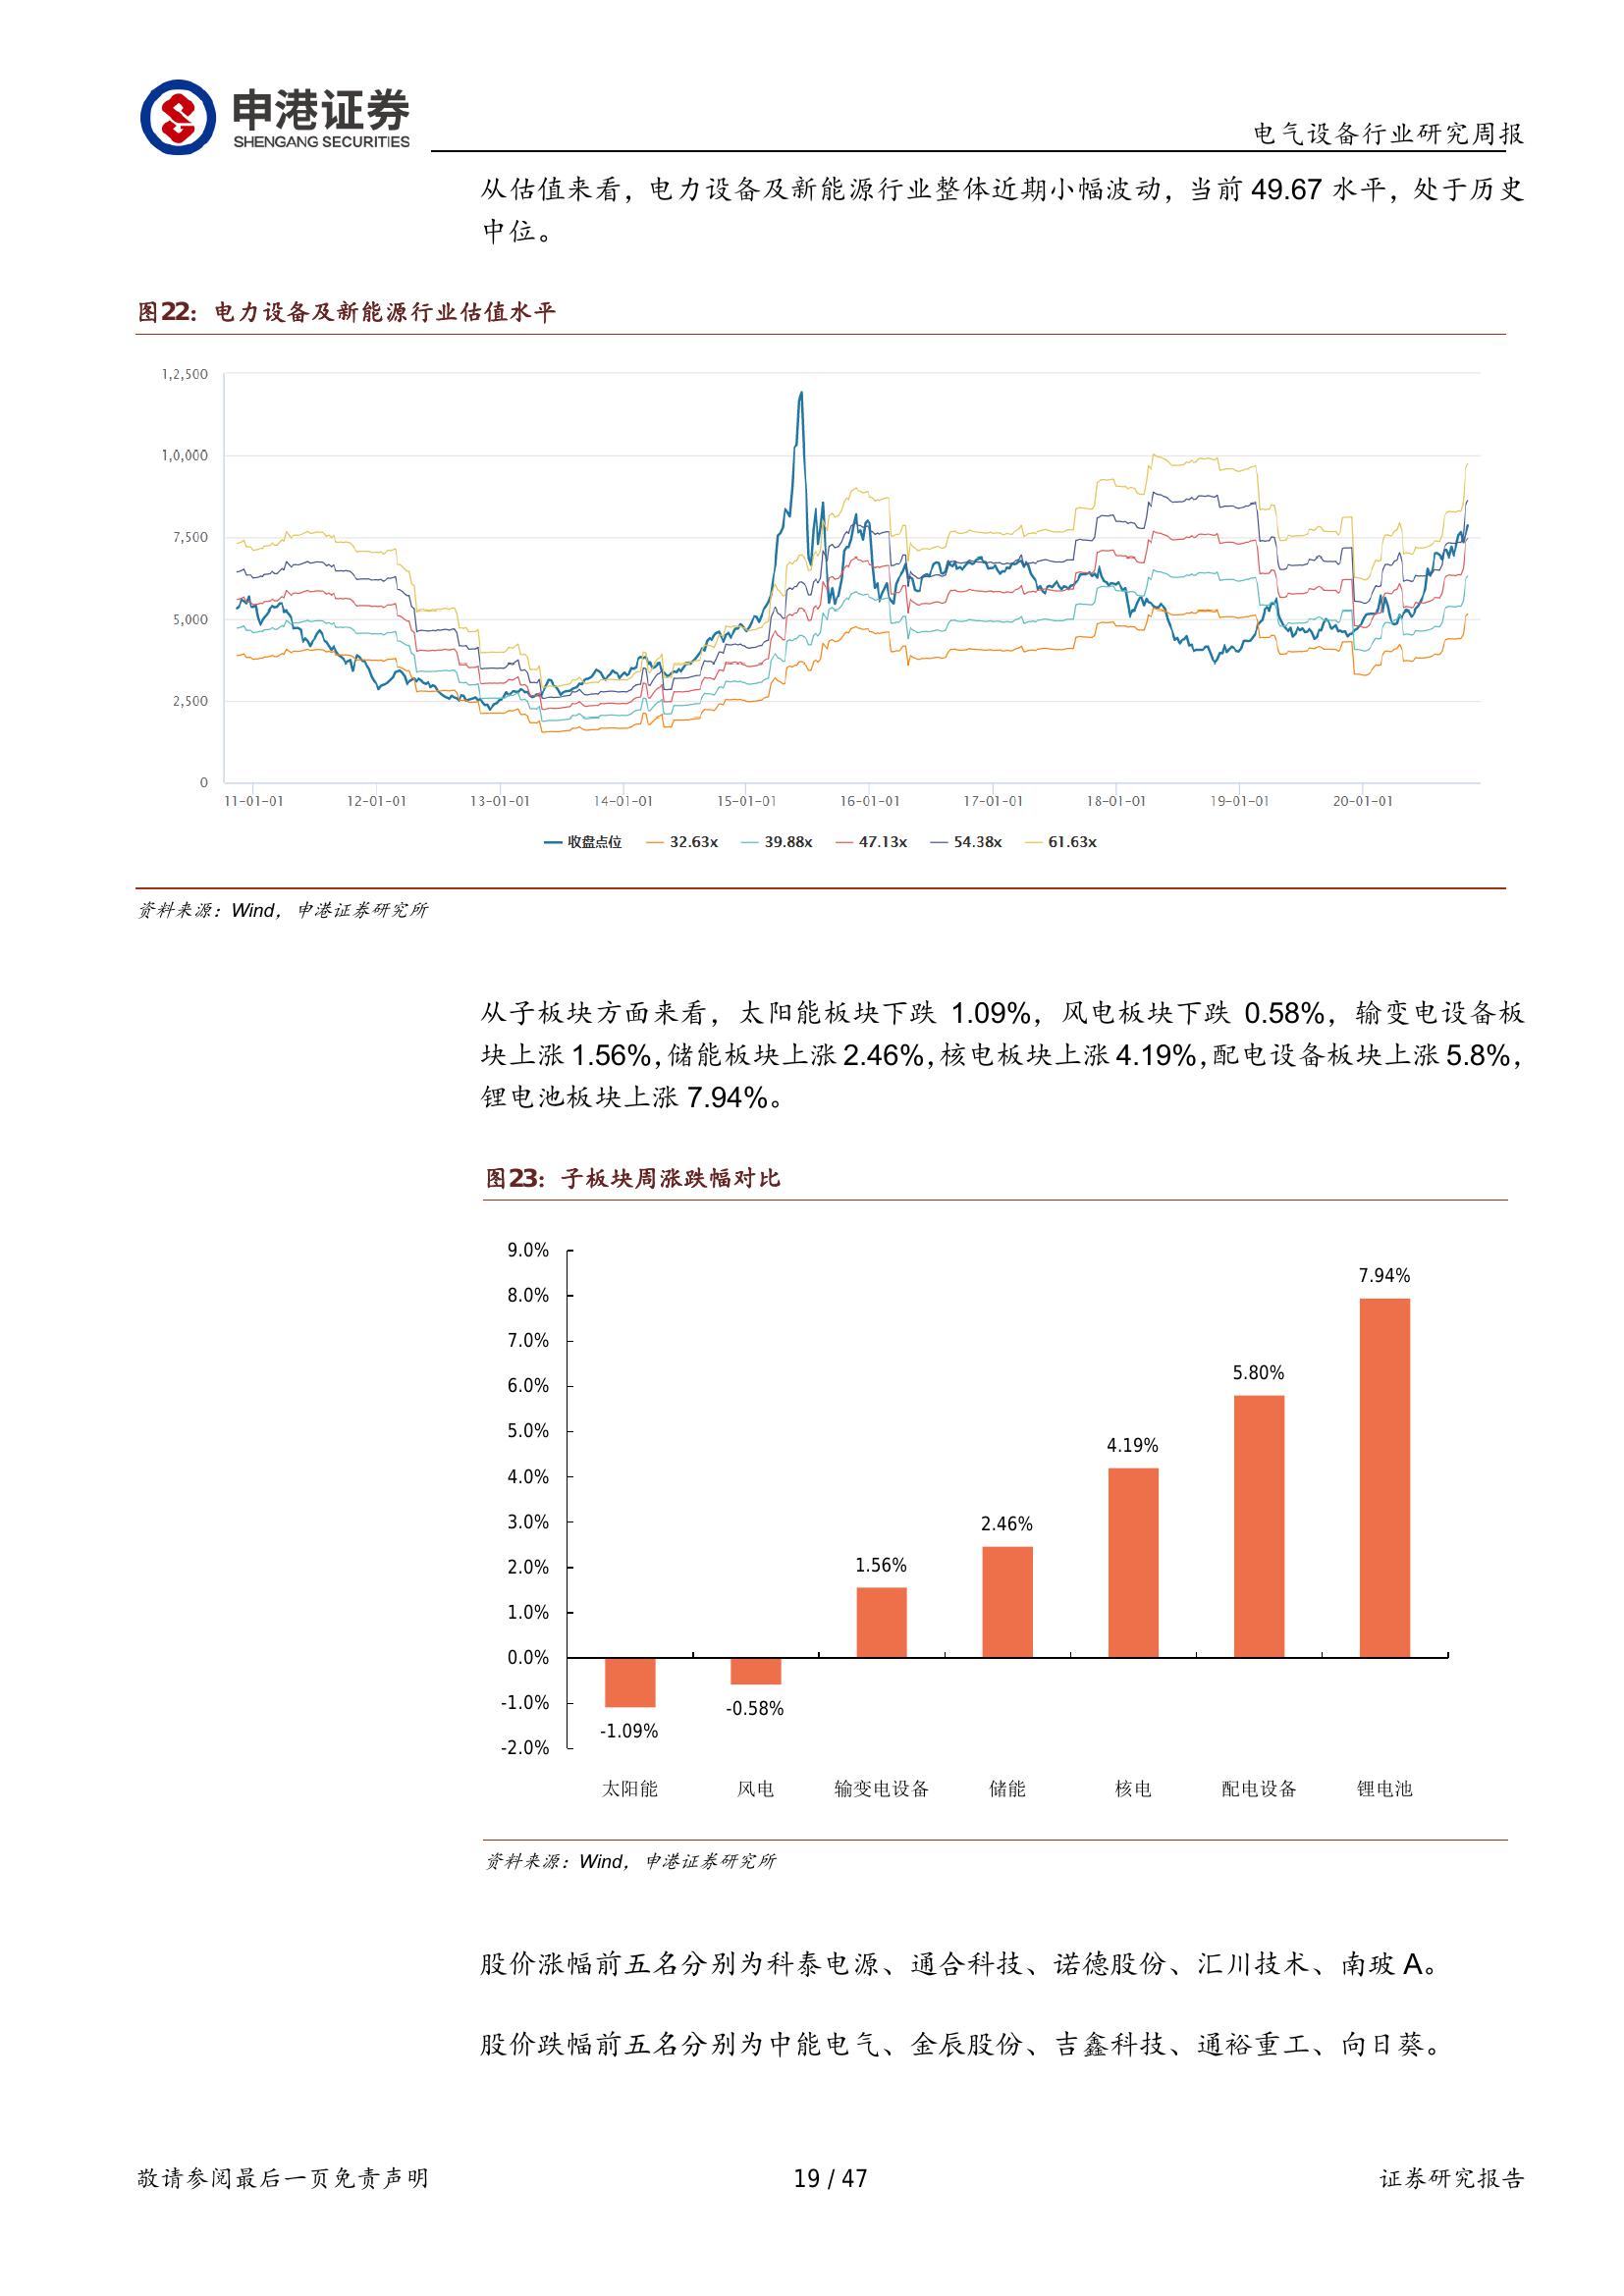 申港证券
SHENGANG SECURITIES
电气设备行业研究周报
从估值来看，电力设备及新能源行业整体近期小幅波动，当前 49.67 水平，处于历史
中位。
图22：电力设备及新能源行业估值水平
1,2,500
1,0,000
7,500
5,000
2,500
0
11-01-01 12-01-01 13-01-01 14-01-01 15-01-01 16-01-01 17-01-01 18-01-01 19-01-01 20-01-01
收盘点位 32.63x 39.88x 47.13x 54.38x 61.63x
资料来源：Wind，申港证券研究所
从子板块方面来看，太阳能板块下跌 1.09%，风电板块下跌 0.58%，输变电设备板
块上涨 1.56%，储能板块上涨 2.46%，核电板块上涨 4.19%，配电设备板块上涨 5.8%，
锂电池板块上涨 7.94%。
图23：子板块周涨跌幅对比
9.0%
8.0%
7.0%
6.0%
5.0%
4.0%
3.0%
2.0%
1.0%
0.0%
-1.0%
-2.0%
-1.09%
-0.58%
1.56%
2.46%
4.19%
5.80%
7.94%
太阳能 风电 输变电设备 储能 核电 配电设备 锂电池
资料来源：Wind，申港证券研究所
股价涨幅前五名分别为科泰电源、通合科技、诺德股份、汇川技术、南玻 A。
股价跌幅前五名分别为中能电气、金辰股份、吉鑫科技、通裕重工、向日葵。
敬请参阅最后一页免责声明 19 / 47 证券研究报告